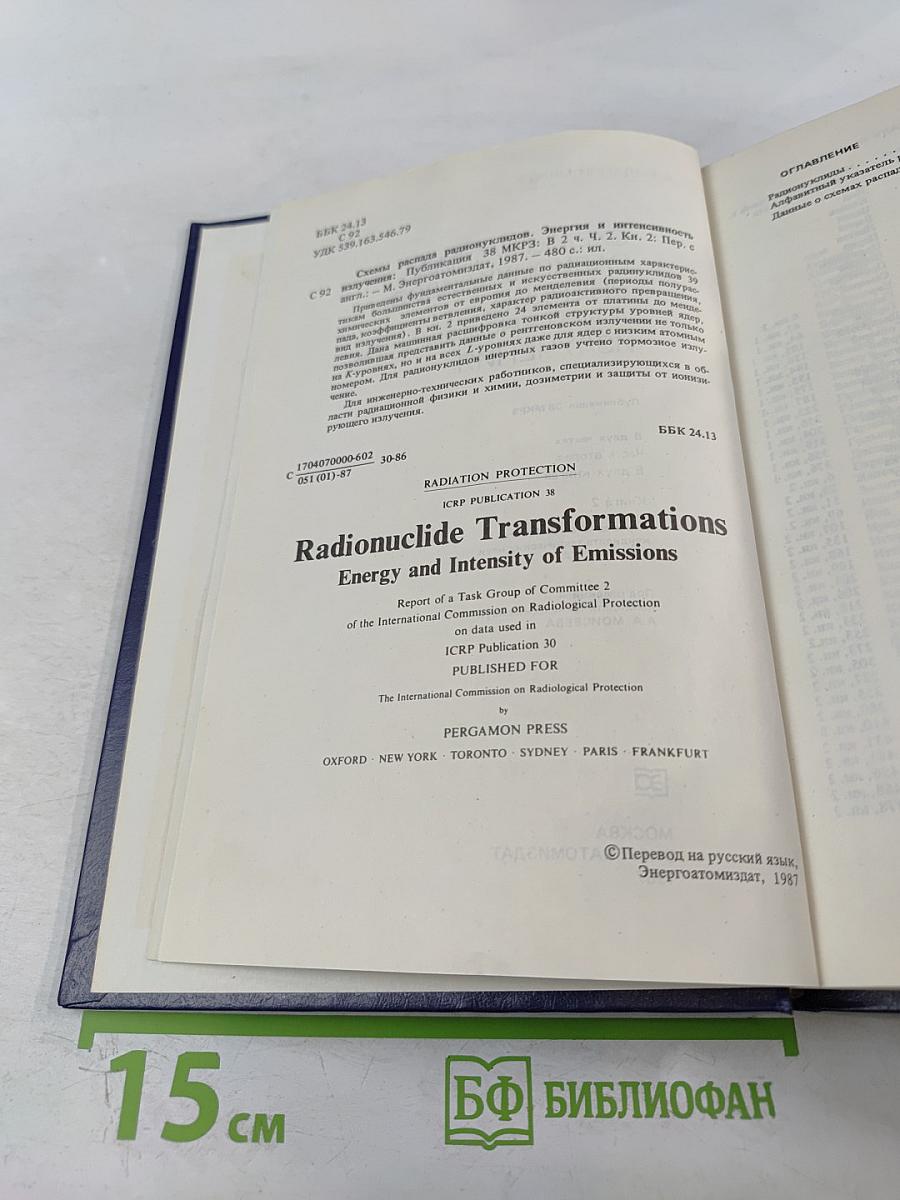 ББК 24.13
С 92
УДК 539.163.546.79
Схемы распада радионуклидов. Энергия и интенсивность
С 92 излучения: Публикация 38 МКРЗ: В 2 ч. Ч. 2. Кн. 2: Пер. с
англ.: – М. Энергоатомиздат, 1987. – 480 с.: ил.
Приведены фундаментальные данные по радиационным характерис-
тикам большинства естественных и искусственных радинуклидов 39
химических элементов от европия до менделевия (периоды полурас-
пада, коэффициенты ветвления, характер радиоактивного превращения,
вид излучения). В кн. 2 приведено 24 элемента от платины до менде-
левия. Дана машинная расшифровка тонкой структуры уровней ядер,
позволившая представить данные о рентгеновском излучении не только
на K-уровнях, но и на всех L-уровнях даже для ядер с низким атомным
номером. Для радионуклидов инертных газов учтено тормозное излу-
чение.
Для инженерно-технических работников, специализирующихся в об-
ласти радиационной физики и химии, дозиметрии и защиты от ионизи-
рующего излучения.
С 1704070000-602 30-86
051 (01)-87
ББК 24.13
RADIATION PROTECTION
ICRP PUBLICATION 38
Radionuclide Transformations
Energy and Intensity of Emissions
Report of a Task Group of Committee 2
of the International Commission on Radiological Protection
on data used in
ICRP Publication 30
PUBLISHED FOR
The International Commission on Radiological Protection
by
PERGAMON PRESS
OXFORD · NEW YORK · TORONTO · SYDNEY · PARIS · FRANKFURT
© Перевод на русский язык,
Энергоатомиздат, 1987
ОГЛАВЛЕНИЕ
Радионуклиды . . . . .
Алфавитный указатель
Данные о схемах
15 см
БФ БИБЛИОФАН